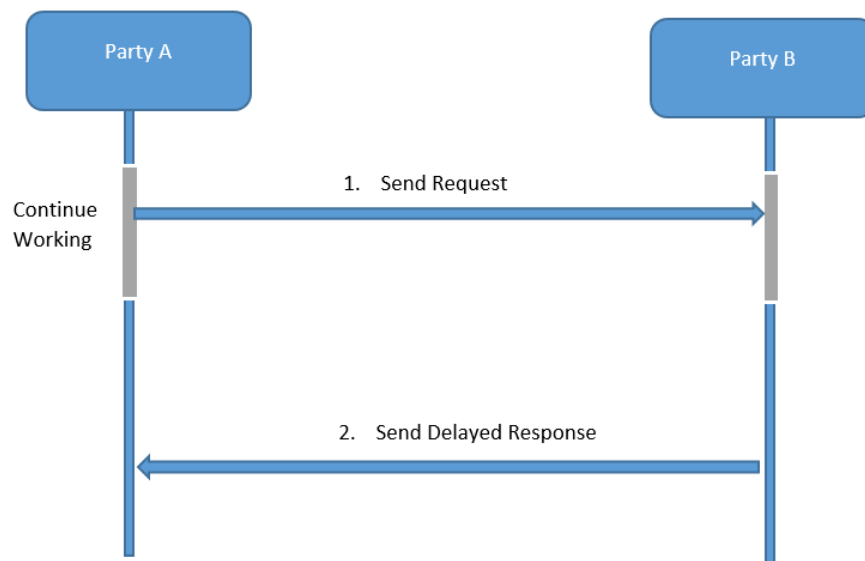 Party A
Party B
1. Send Request
Continue
Working
2. Send Delayed Response